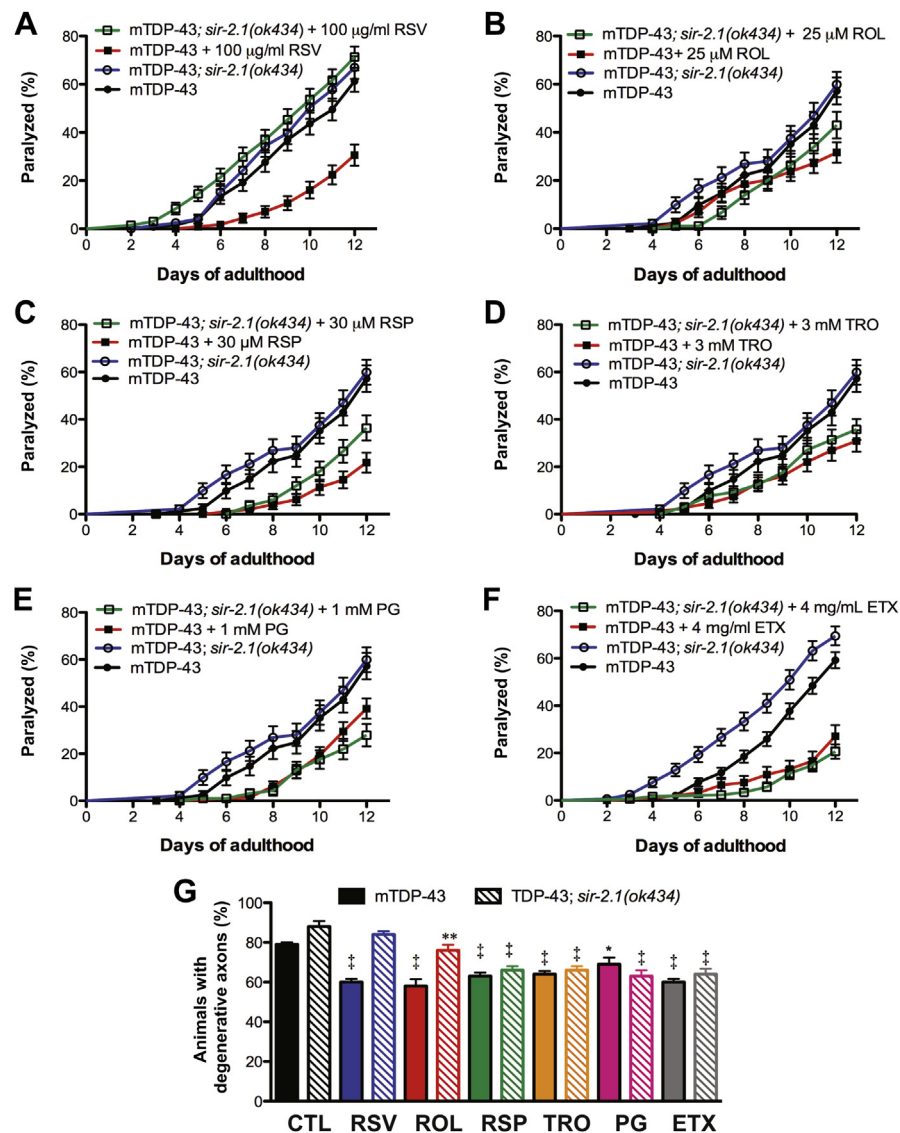 A
mTDP-43; sir-2.1(ok434) + 100 µg/ml RSV
mTDP-43 + 100 µg/ml RSV
mTDP-43; sir-2.1(ok434)
mTDP-43
Paralyzed (%)
80
60
40
20
0
0 2 4 6 8 10 12
Days of adulthood
B
mTDP-43; sir-2.1(ok434) + 25 µM ROL
mTDP-43+ 25 µM ROL
mTDP-43; sir-2.1(ok434)
mTDP-43
Paralyzed (%)
80
60
40
20
0
0 2 4 6 8 10 12
Days of adulthood
C
mTDP-43; sir-2.1(ok434) + 30 µM RSP
mTDP-43 + 30 µM RSP
mTDP-43; sir-2.1(ok434)
mTDP-43
Paralyzed (%)
80
60
40
20
0
0 2 4 6 8 10 12
Days of adulthood
D
mTDP-43; sir-2.1(ok434) + 3 mM TRO
mTDP-43 + 3 mM TRO
mTDP-43; sir-2.1(ok434)
mTDP-43
Paralyzed (%)
80
60
40
20
0
0 2 4 6 8 10 12
Days of adulthood
E
mTDP-43; sir-2.1(ok434) + 1 mM PG
mTDP-43 + 1 mM PG
mTDP-43; sir-2.1(ok434)
mTDP-43
Paralyzed (%)
80
60
40
20
0
0 2 4 6 8 10 12
Days of adulthood
F
mTDP-43; sir-2.1(ok434) + 4 mg/mL ETX
mTDP-43 + 4 mg/ml ETX
mTDP-43; sir-2.1(ok434)
mTDP-43
Paralyzed (%)
80
60
40
20
0
0 2 4 6 8 10 12
Days of adulthood
G
mTDP-43 TDP-43; sir-2.1(ok434)
Animals with
degenerative axons (%)
100
80
60
40
20
0
‡ ‡ ** ‡ ‡ ‡ ‡ * ‡ ‡ ‡
CTL RSV ROL RSP TRO PG ETX